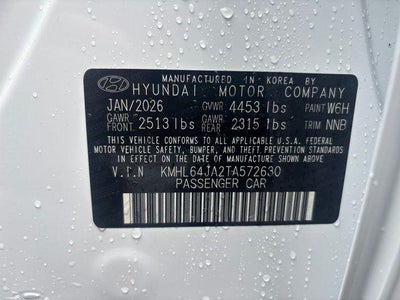 MANUFACTURED IN KOREA BY
HYUNDAI MOTOR COMPANY
JAN/2026 GVWR 4453 lbs PAINT W6H
GAWR FRONT 2513 lbs GAWR REAR 2315 lbs TRIM NNB
THIS VEHICLE CONFORMS TO ALL APPLICABLE U.S.A. FEDERAL
MOTOR VEHICLE SAFETY, BUMPER, AND THEFT PREVENTION
STANDARDS IN EFFECT ON THE DATE OF MANUFACTURE SHOWN ABOVE.
V.I.N KMHL64JA2TA572630
PASSENGER CAR